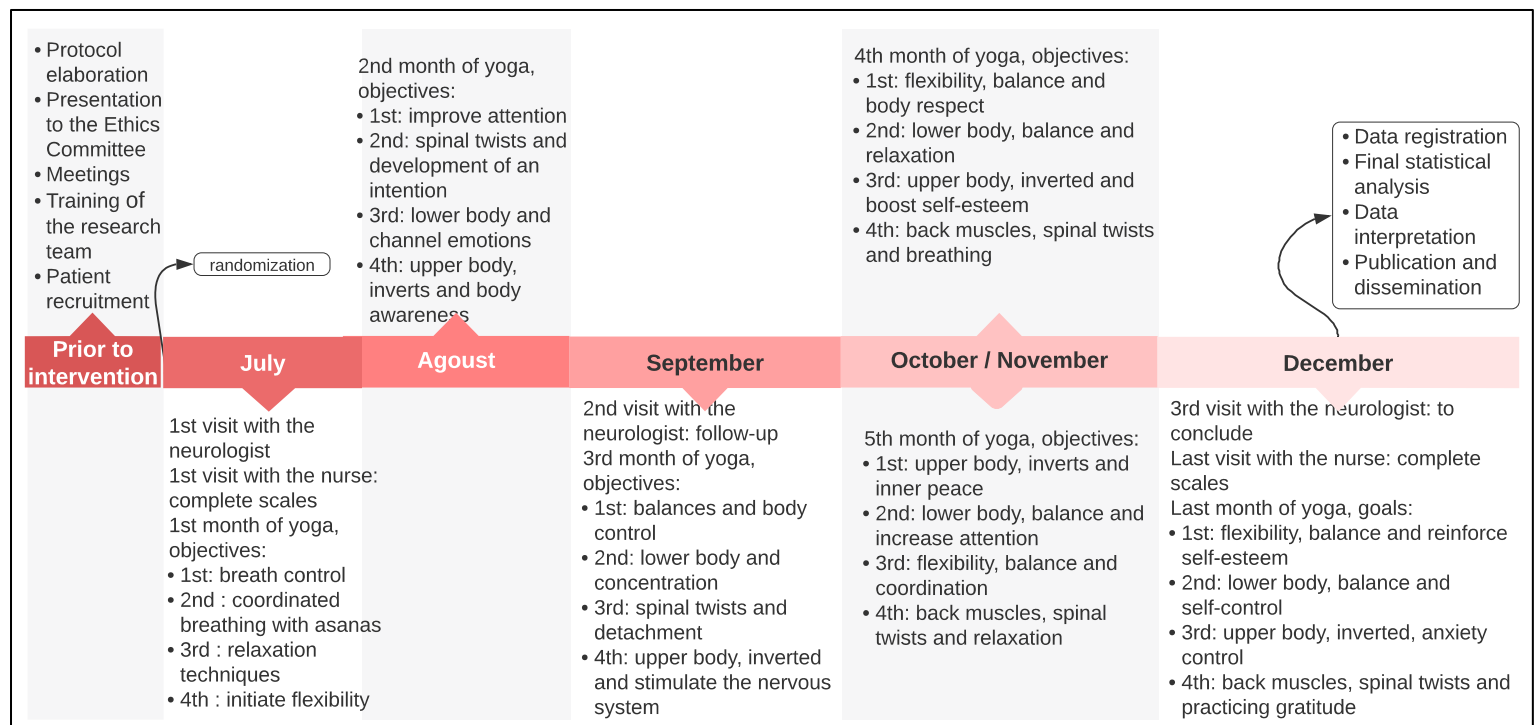 • Protocol
elaboration
• Presentation
to the Ethics
Committee
• Meetings
• Training of
the research
team
• Patient
recruitment
randomization
2nd month of yoga,
objectives:
• 1st: improve attention
• 2nd: spinal twists and
development of an
intention
• 3rd: lower body and
channel emotions
• 4th: upper body,
inverts and body
awareness
4th month of yoga, objectives:
• 1st: flexibility, balance and
body respect
• 2nd: lower body, balance and
relaxation
• 3rd: upper body, inverted and
boost self-esteem
• 4th: back muscles, spinal twists
and breathing
• Data registration
• Final statistical
analysis
• Data
interpretation
• Publication and
dissemination
Prior to
intervention
July
Agoust
September
October / November
December
1st visit with the
neurologist
1st visit with the nurse:
complete scales
1st month of yoga,
objectives:
• 1st: breath control
• 2nd : coordinated
breathing with asanas
• 3rd : relaxation
techniques
• 4th : initiate flexibility
2nd visit with the
neurologist: follow-up
3rd month of yoga,
objectives:
• 1st: balances and body
control
• 2nd: lower body and
concentration
• 3rd: spinal twists and
detachment
• 4th: upper body, inverted
and stimulate the nervous
system
5th month of yoga, objectives:
• 1st: upper body, inverts and
inner peace
• 2nd: lower body, balance and
increase attention
• 3rd: flexibility, balance and
coordination
• 4th: back muscles, spinal
twists and relaxation
3rd visit with the neurologist: to
conclude
Last visit with the nurse: complete
scales
Last month of yoga, goals:
• 1st: flexibility, balance and reinforce
self-esteem
• 2nd: lower body, balance and
self-control
• 3rd: upper body, inverted, anxiety
control
• 4th: back muscles, spinal twists and
practicing gratitude